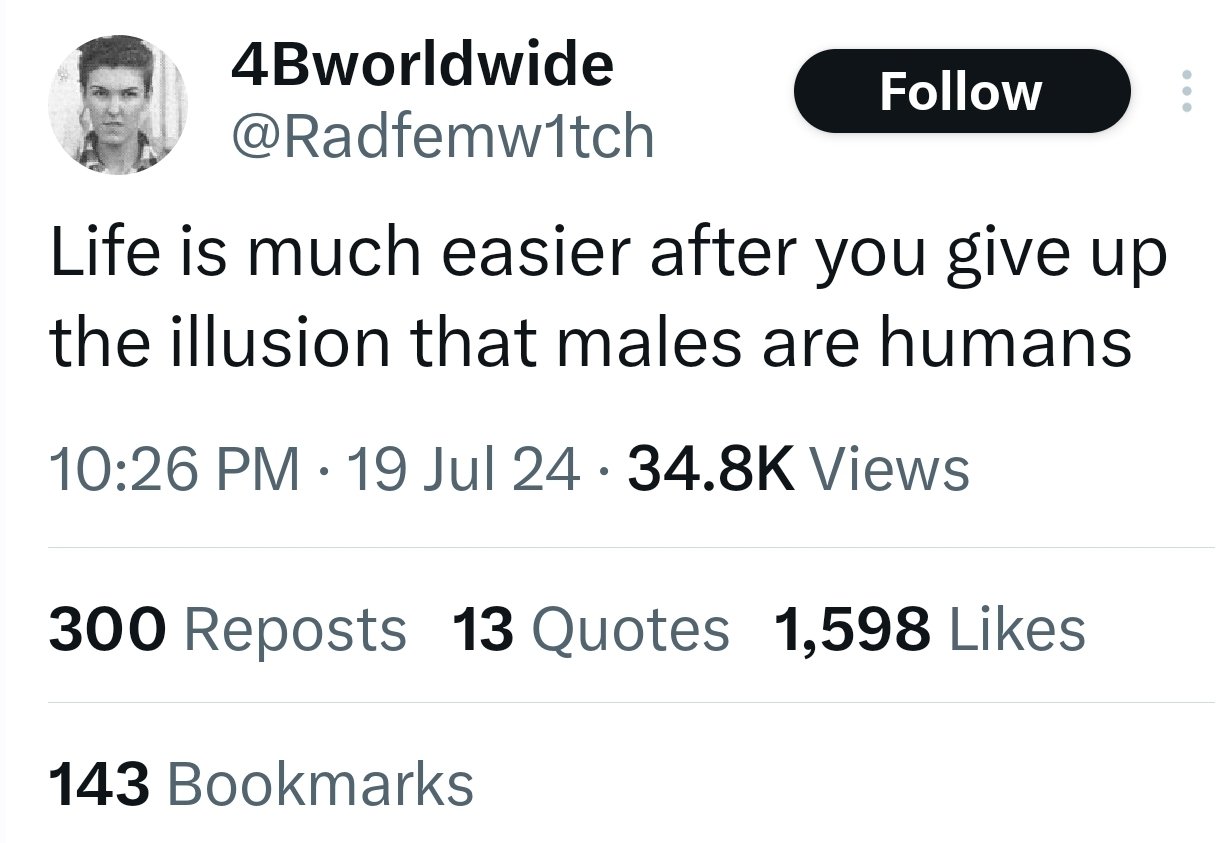 4Bworldwide
@Radfemw1tch
Follow
Life is much easier after you give up
the illusion that males are humans
10:26 PM · 19 Jul 24 · 34.8K Views
300 Reposts 13 Quotes 1,598 Likes
143 Bookmarks